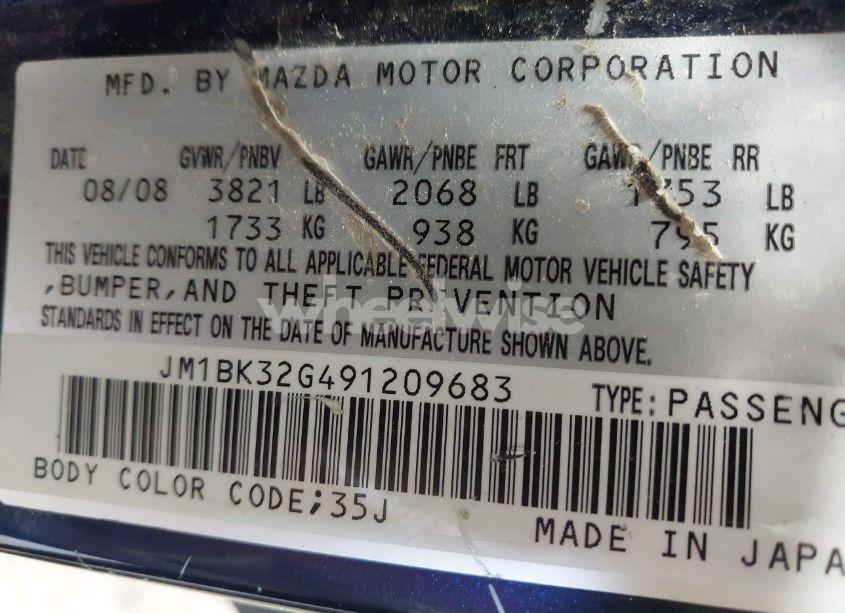 MFD. BY MAZDA MOTOR CORPORATION
DATE GVWR/PNBV GAWR/PNBE FRT GAWR/PNBE RR
08/08 3821 LB 2068 LB LB
1733 KG 938 KG 795 KG
THIS VEHICLE CONFORMS TO ALL APPLICABLE FEDERAL MOTOR VEHICLE SAFETY
,BUMPER,AND THEFT PREVENTION
wheelwise
STANDARDS IN EFFECT ON THE DATE OF MANUFACTURE SHOWN ABOVE.
JM1BK32G491209683 TYPE:PASSENG
BODY COLOR CODE;35J
MADE IN JAPA